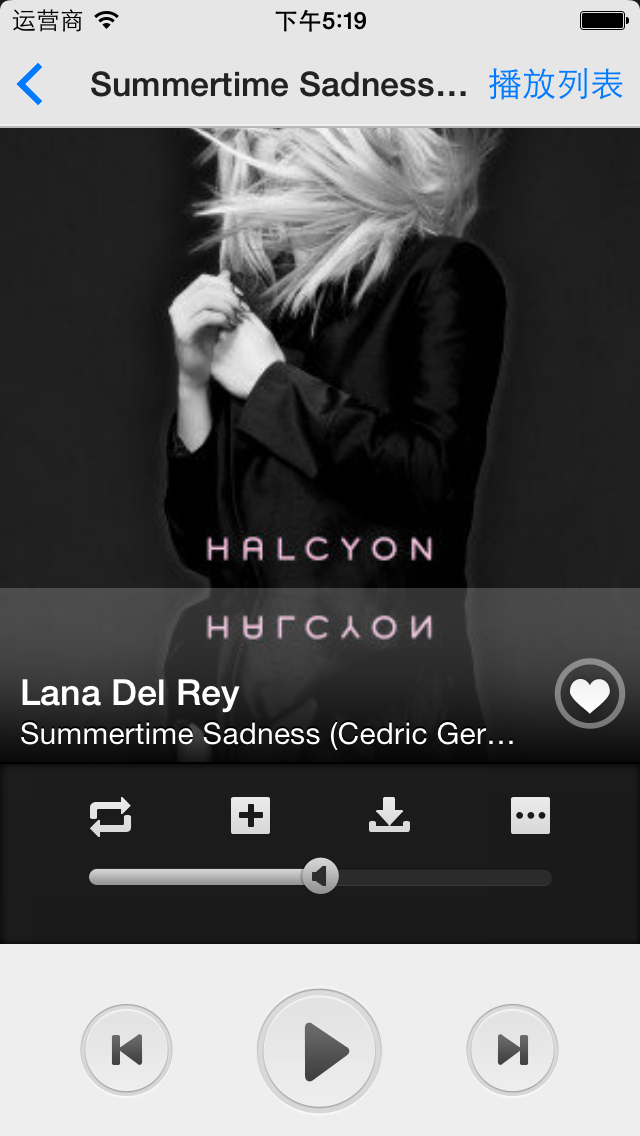 运营商 下午5:19
Summertime Sadness... 播放列表
HALCYON
HALCYON
Lana Del Rey
Summertime Sadness (Cedric Ger...